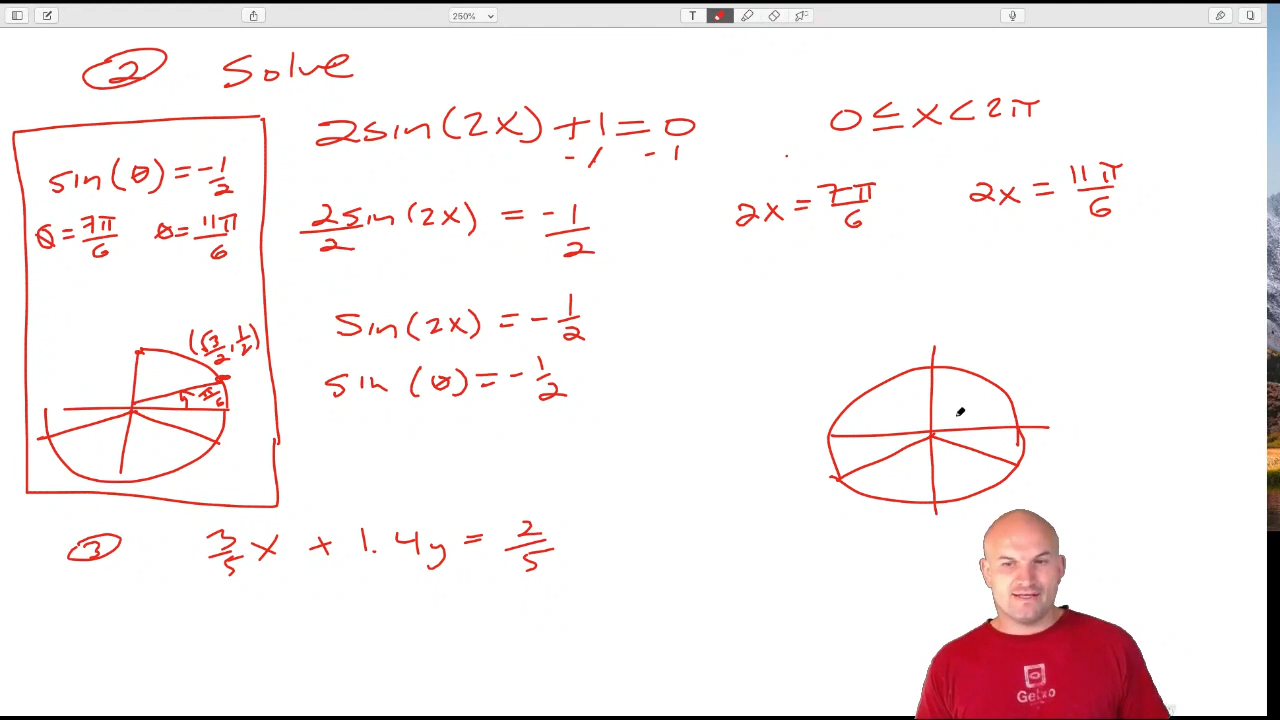 250%
T
② Solve
2sin(2x) + 1 = 0
-1 -1
0 ≤ x < 2π
sin(θ) = -1/2
θ = 7π/6 θ = 11π/6
2sin(2x)/2 = -1/2
2x = 7π/6 2x = 11π/6
sin(2x) = -1/2
sin(θ) = -1/2
(√3/2, 1/2)
π/6
③ 3/5x + 1.4y = 2/5